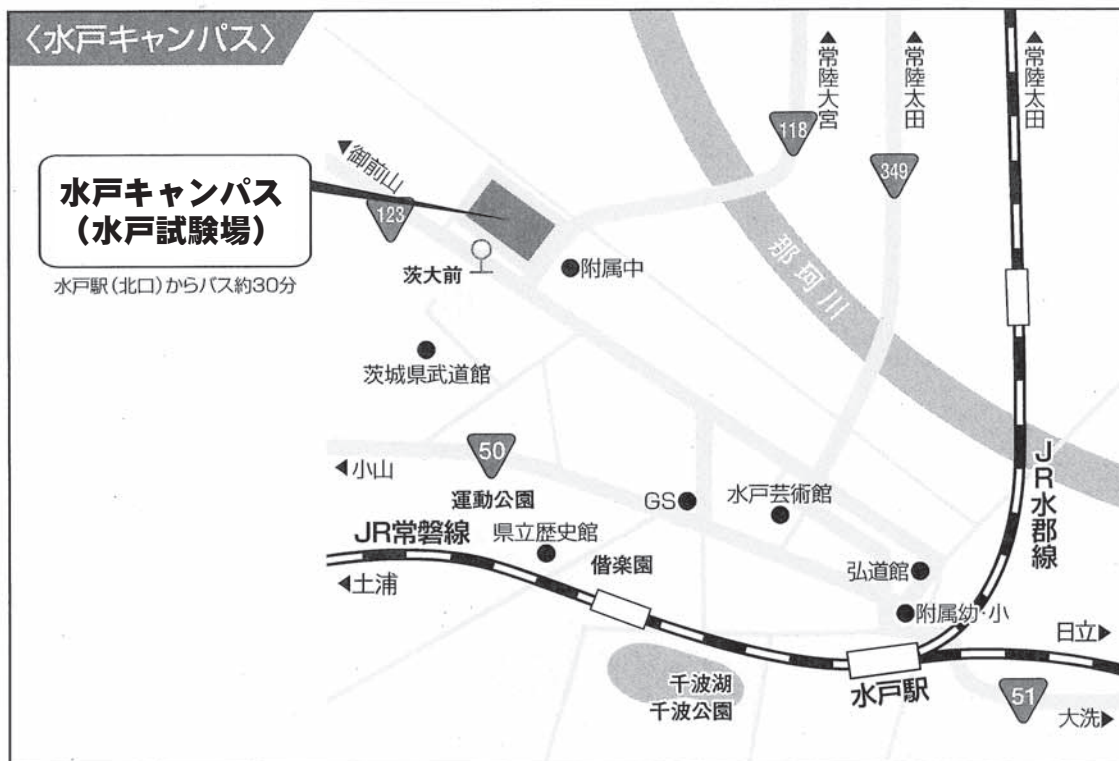 〈水戸キャンパス〉
▲常陸大宮
▲常陸太田
▲常陸太田
118
349
◀御前山
水戸キャンパス
（水戸試験場）
123
水戸駅（北口）からバス約30分
茨大前
附属中
那珂川
茨城県武道館
50
◀小山
運動公園
GS
水戸芸術館
JR水郡線
JR常磐線
県立歴史館
偕楽園
◀土浦
弘道館
附属幼・小
日立▶
千波湖
千波公園
水戸駅
51
大洗▶